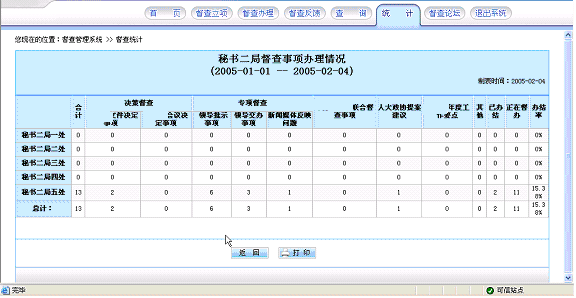 首 页 督查立项 督查办理 督查反馈 查 询 统 计 督查论坛 退出系统
您现在的位置：督查管理系统 >> 督查统计
秘书二局督查事项办理情况
(2005-01-01 -- 2005-02-04)
制表时间：2005-02-04
合计 决策督查 专项督查 联合督查事项 人大政协提案建议 年度工作要点 其他 已办结 正在督办 办结率
文件决定事项 会议决定事项 领导批示事项 领导交办事项 新闻媒体反映问题
秘书二局一处 0 0 0 0 0 0 0 0 0 0 0 0 0%
秘书二局二处 0 0 0 0 0 0 0 0 0 0 0 0 0%
秘书二局三处 0 0 0 0 0 0 0 0 0 0 0 0 0%
秘书二局四处 0 0 0 0 0 0 0 0 0 0 0 0 0%
秘书二局五处 13 2 0 6 3 1 0 1 0 0 2 11 15.38%
总计： 13 2 0 6 3 1 0 1 0 0 2 11 15.38%
返 回 打 印
完毕 可信站点